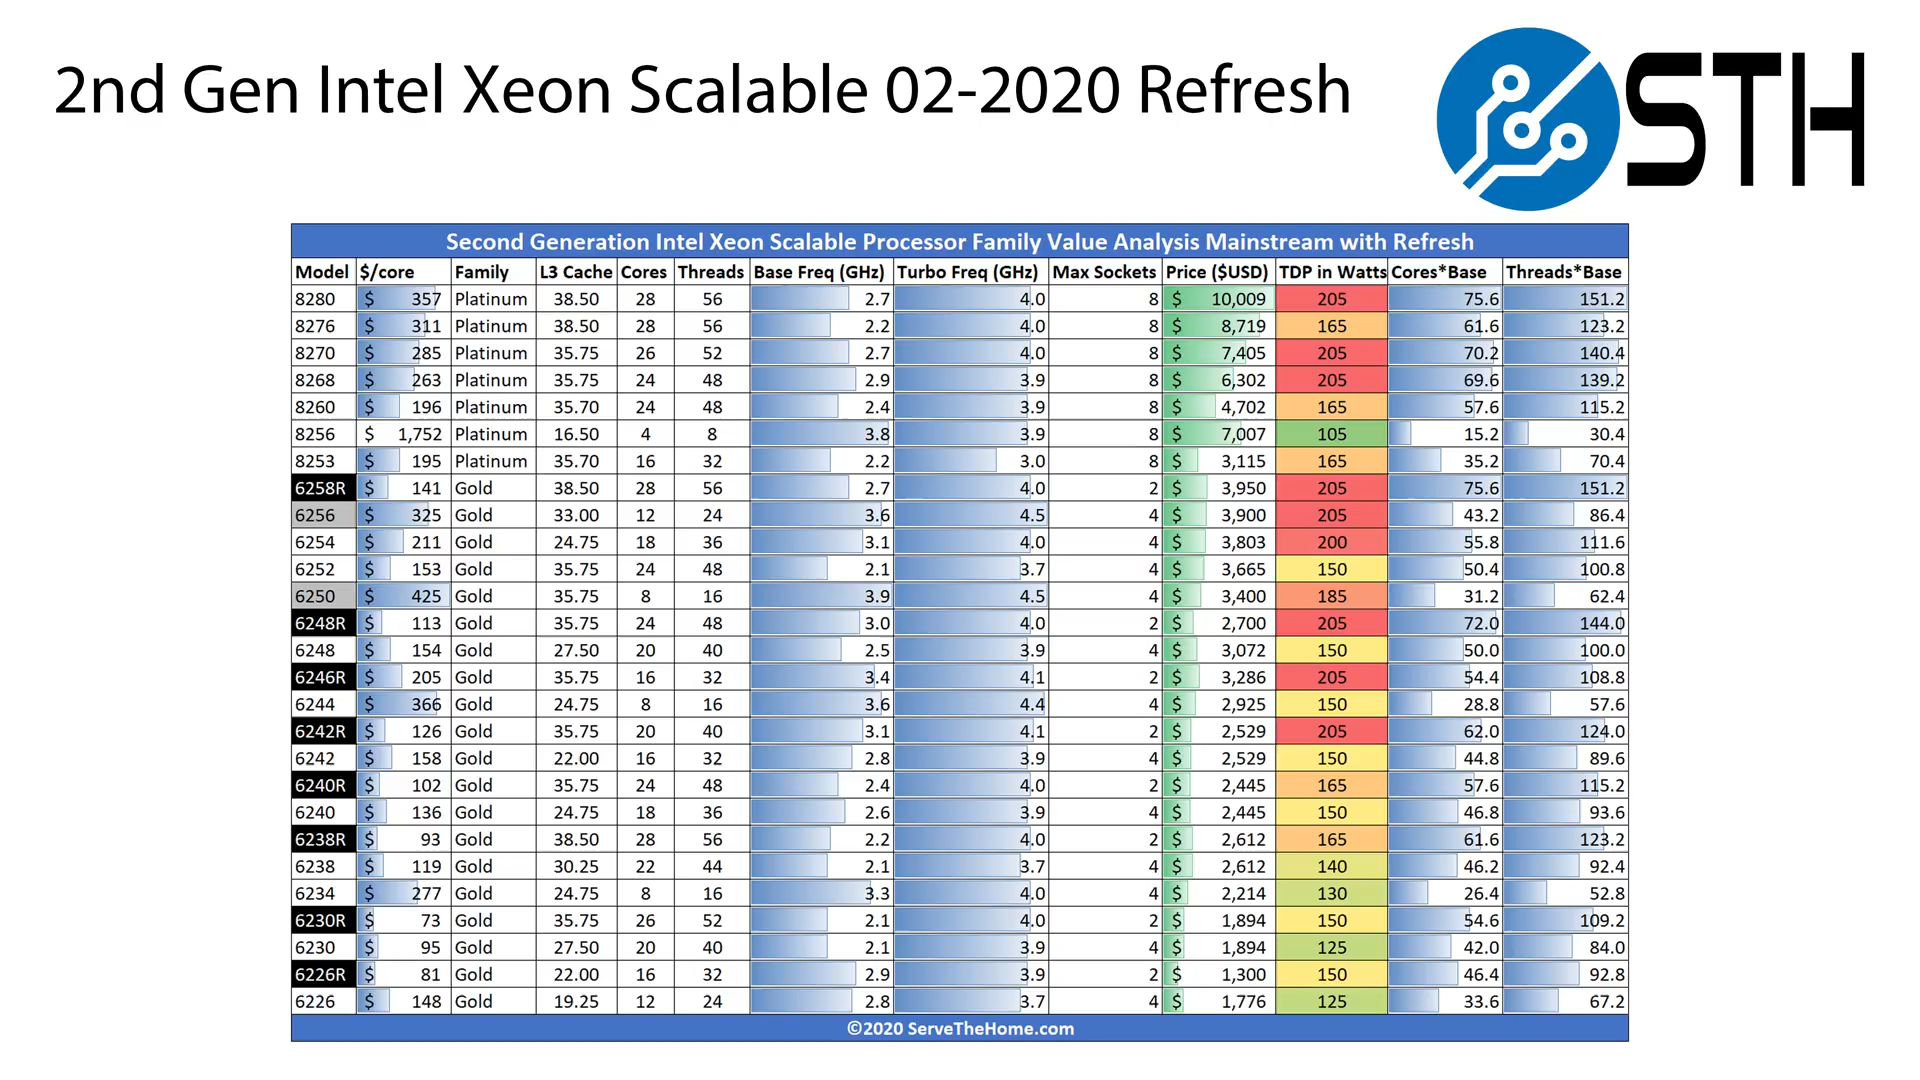 2nd Gen Intel Xeon Scalable 02-2020 Refresh
STH
Second Generation Intel Xeon Scalable Processor Family Value Analysis Mainstream with Refresh
Model $/core Family L3 Cache Cores Threads Base Freq (GHz) Turbo Freq (GHz) Max Sockets Price ($USD) TDP in Watts Cores*Base Threads*Base
8280 $ 357 Platinum 38.50 28 56 2.7 4.0 8 $ 10,009 205 75.6 151.2
8276 $ 311 Platinum 38.50 28 56 2.2 4.0 8 $ 8,719 165 61.6 123.2
8270 $ 285 Platinum 35.75 26 52 2.7 4.0 8 $ 7,405 205 70.2 140.4
8268 $ 263 Platinum 35.75 24 48 2.9 3.9 8 $ 6,302 205 69.6 139.2
8260 $ 196 Platinum 35.70 24 48 2.4 3.9 8 $ 4,702 165 57.6 115.2
8256 $ 1,752 Platinum 16.50 4 8 3.8 3.9 8 $ 7,007 105 15.2 30.4
8253 $ 195 Platinum 35.70 16 32 2.2 3.0 8 $ 3,115 165 35.2 70.4
6258R $ 141 Gold 38.50 28 56 2.7 4.0 2 $ 3,950 205 75.6 151.2
6256 $ 325 Gold 33.00 12 24 3.6 4.5 4 $ 3,900 205 43.2 86.4
6254 $ 211 Gold 24.75 18 36 3.1 4.0 4 $ 3,803 200 55.8 111.6
6252 $ 153 Gold 35.75 24 48 2.1 3.7 4 $ 3,665 150 50.4 100.8
6250 $ 425 Gold 35.75 8 16 3.9 4.5 4 $ 3,400 185 31.2 62.4
6248R $ 113 Gold 35.75 24 48 3.0 4.0 2 $ 2,700 205 72.0 144.0
6248 $ 154 Gold 27.50 20 40 2.5 3.9 4 $ 3,072 150 50.0 100.0
6246R $ 205 Gold 35.75 16 32 3.4 4.1 2 $ 3,286 205 54.4 108.8
6244 $ 366 Gold 24.75 8 16 3.6 4.4 4 $ 2,925 150 28.8 57.6
6242R $ 126 Gold 35.75 20 40 3.1 4.1 2 $ 2,529 205 62.0 124.0
6242 $ 158 Gold 22.00 16 32 2.8 3.9 4 $ 2,529 150 44.8 89.6
6240R $ 102 Gold 35.75 24 48 2.4 4.0 2 $ 2,445 165 57.6 115.2
6240 $ 136 Gold 24.75 18 36 2.6 3.9 4 $ 2,445 150 46.8 93.6
6238R $ 93 Gold 38.50 28 56 2.2 4.0 2 $ 2,612 165 61.6 123.2
6238 $ 119 Gold 30.25 22 44 2.1 3.7 4 $ 2,612 140 46.2 92.4
6234 $ 277 Gold 24.75 8 16 3.3 4.0 4 $ 2,214 130 26.4 52.8
6230R $ 73 Gold 35.75 26 52 2.1 4.0 2 $ 1,894 150 54.6 109.2
6230 $ 95 Gold 27.50 20 40 2.1 3.9 4 $ 1,894 125 42.0 84.0
6226R $ 81 Gold 22.00 16 32 2.9 3.9 2 $ 1,300 150 46.4 92.8
6226 $ 148 Gold 19.25 12 24 2.8 3.7 4 $ 1,776 125 33.6 67.2
©2020 ServeTheHome.com